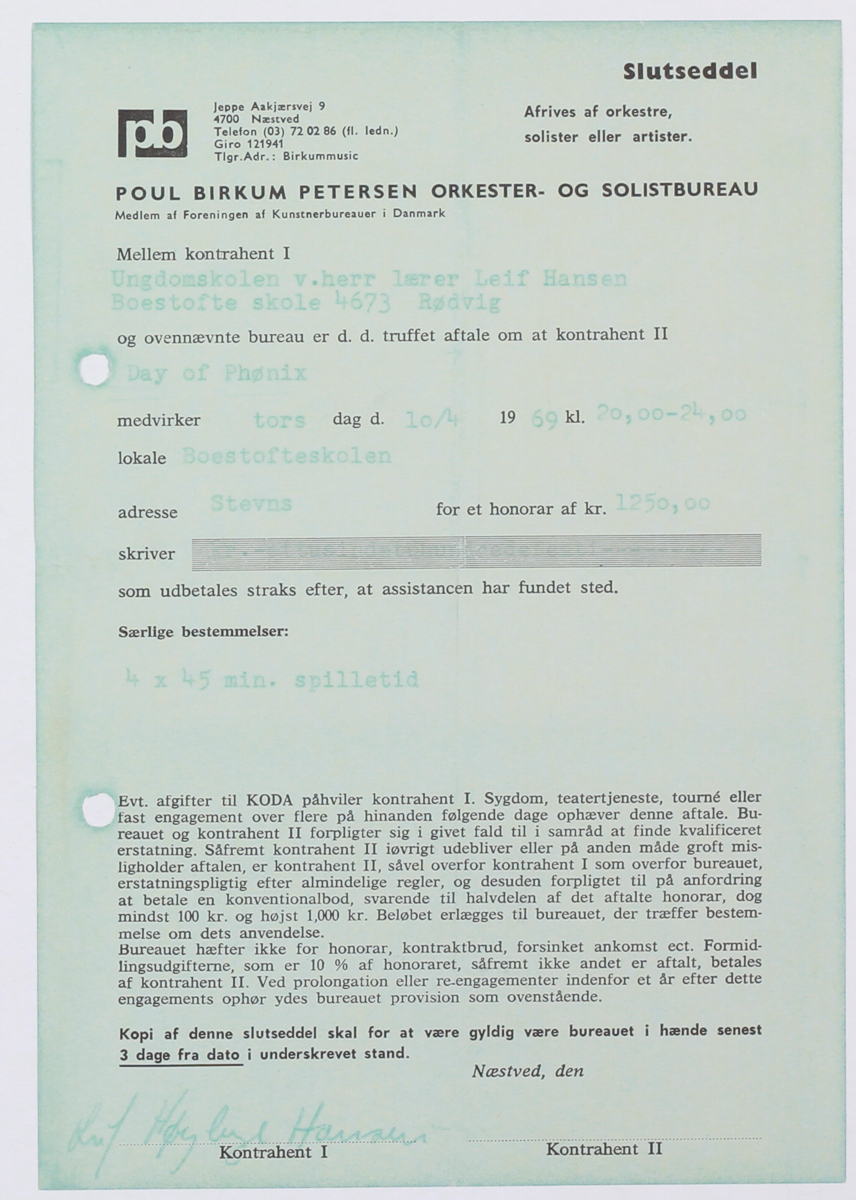 Slutseddel
pb
Jeppe Aakjærsvej 9
4700 Næstved
Telefon (03) 72 02 86 (fl. ledn.)
Giro 121941
Tlgr.Adr.: Birkummusic
Afrives af orkestre,
solister eller artister.
POUL BIRKUM PETERSEN ORKESTER- OG SOLISTBUREAU
Medlem af Foreningen af Kunstnerbureauer i Danmark
Mellem kontrahent I
Ungdomskolen v.herr lærer Leif Hansen
Boestofte skole 4673 Rødvig
og ovennævnte bureau er d. d. truffet aftale om at kontrahent II
Day of Phønix
medvirker tors dag d. 10/4 19 69 kl. 20,00-24,00
lokale Boestofteskolen
adresse Stevns for et honorar af kr. 1250,00
skriver
som udbetales straks efter, at assistancen har fundet sted.
Særlige bestemmelser:
4 x 45 min. spilletid
Evt. afgifter til KODA påhviler kontrahent I. Sygdom, teatertjeneste, tourné eller
fast engagement over flere på hinanden følgende dage ophæver denne aftale. Bu-
reauet og kontrahent II forpligter sig i givet fald til i samråd at finde kvalificeret
erstatning. Såfremt kontrahent II iøvrigt udebliver eller på anden måde groft mis-
ligholder aftalen, er kontrahent II, såvel overfor kontrahent I som overfor bureauet,
erstatningspligtig efter almindelige regler, og desuden forpligtet til på anfordring
at betale en konventionalbod, svarende til halvdelen af det aftalte honorar, dog
mindst 100 kr. og højst 1,000 kr. Beløbet erlægges til bureauet, der træffer bestem-
melse om dets anvendelse.
Bureauet hæfter ikke for honorar, kontraktbrud, forsinket ankomst ect. Formid-
lingsudgifterne, som er 10 % af honoraret, såfremt ikke andet er aftalt, betales
af kontrahent II. Ved prolongation eller re-engagementer indenfor et år efter dette
engagements ophør ydes bureauet provision som ovenstående.
Kopi af denne slutseddel skal for at være gyldig være bureauet i hænde senest
3 dage fra dato i underskrevet stand.
Næstved, den
Hansen
Kontrahent I
Kontrahent II